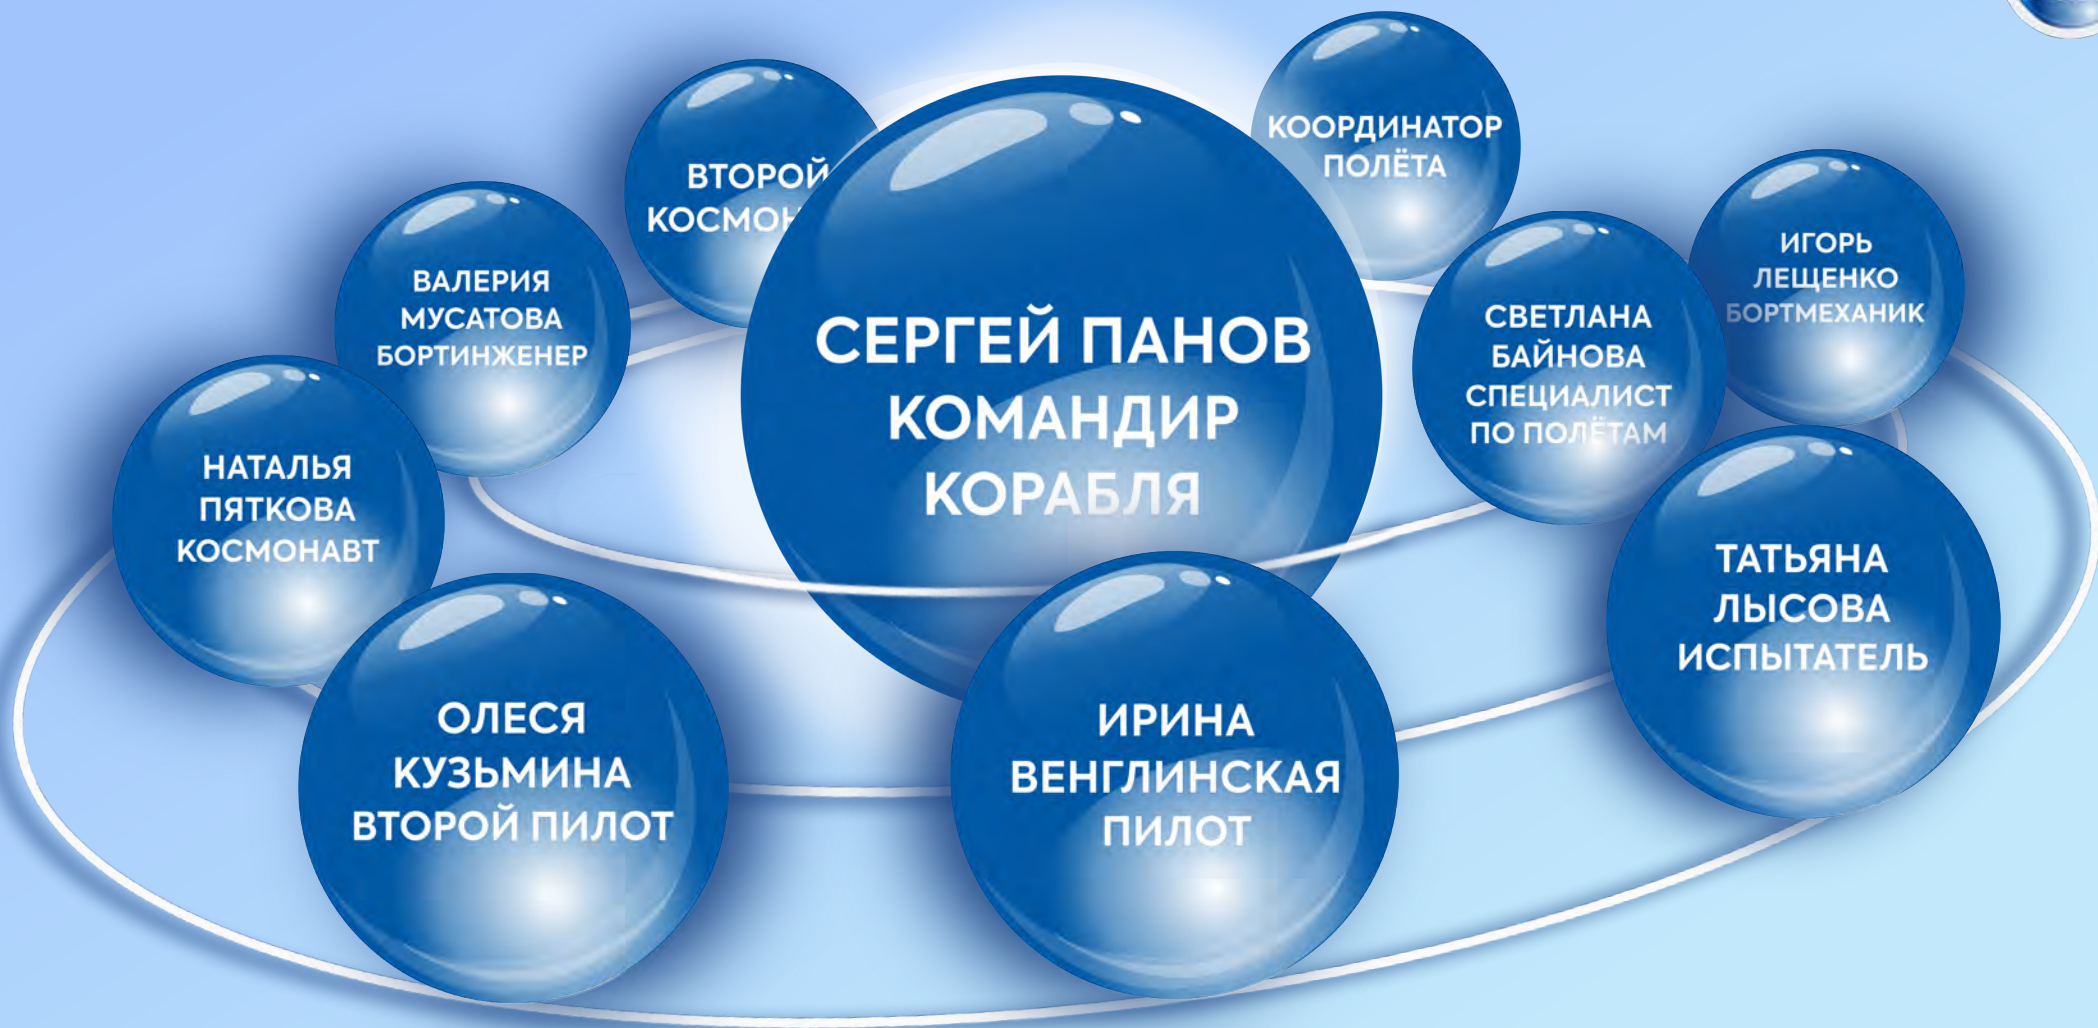 ВТОРОЙ
КООРДИНАТОР
ПОЛЁТА
ВАЛЕРИЯ
МУСАТОВА
БОРТИНЖЕНЕР
СЕРГЕЙ ПАНОВ
КОМАНДИР
КОРАБЛЯ
СВЕТЛАНА
БАЙНОВА
СПЕЦИАЛИСТ
ПО ПОЛЁТАМ
ИГОРЬ
ЛЕЩЕНКО
БОРТМЕХАНИК
НАТАЛЬЯ
ПЯТКОВА
КОСМОНАВТ
ТАТЬЯНА
ЛЫСОВА
ИСПЫТАТЕЛЬ
ОЛЕСЯ
КУЗЬМИНА
ВТОРОЙ ПИЛОТ
ИРИНА
ВЕНГЛИНСКАЯ
ПИЛОТ